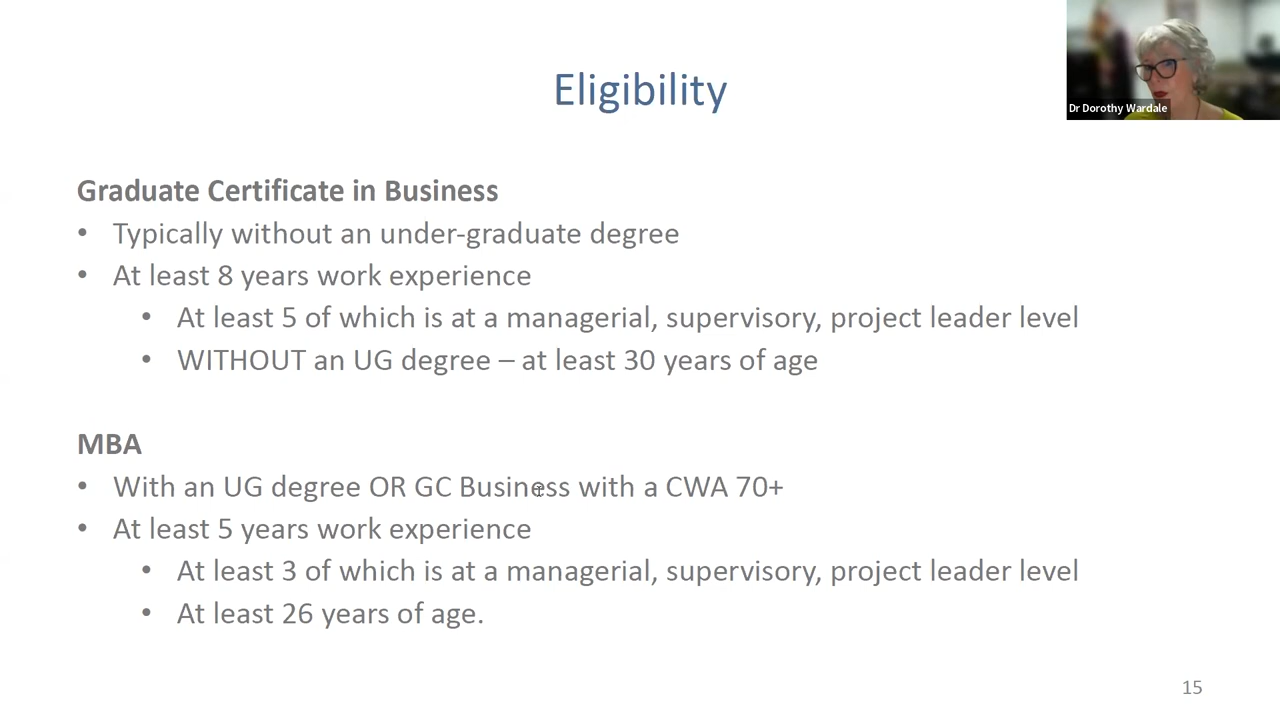 Eligibility
Dr Dorothy Wardale
Graduate Certificate in Business
• Typically without an under-graduate degree
• At least 8 years work experience
• At least 5 of which is at a managerial, supervisory, project leader level
• WITHOUT an UG degree – at least 30 years of age
MBA
• With an UG degree OR GC Business with a CWA 70+
• At least 5 years work experience
• At least 3 of which is at a managerial, supervisory, project leader level
• At least 26 years of age.
15